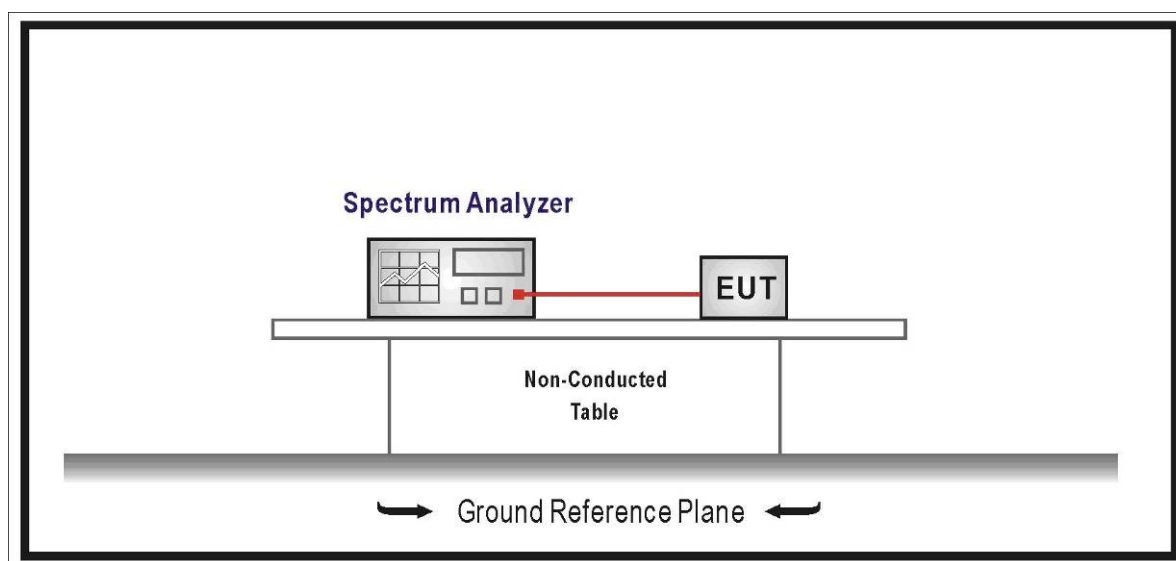 Spectrum Analyzer
EUT
Non-Conducted
Table
Ground Reference Plane